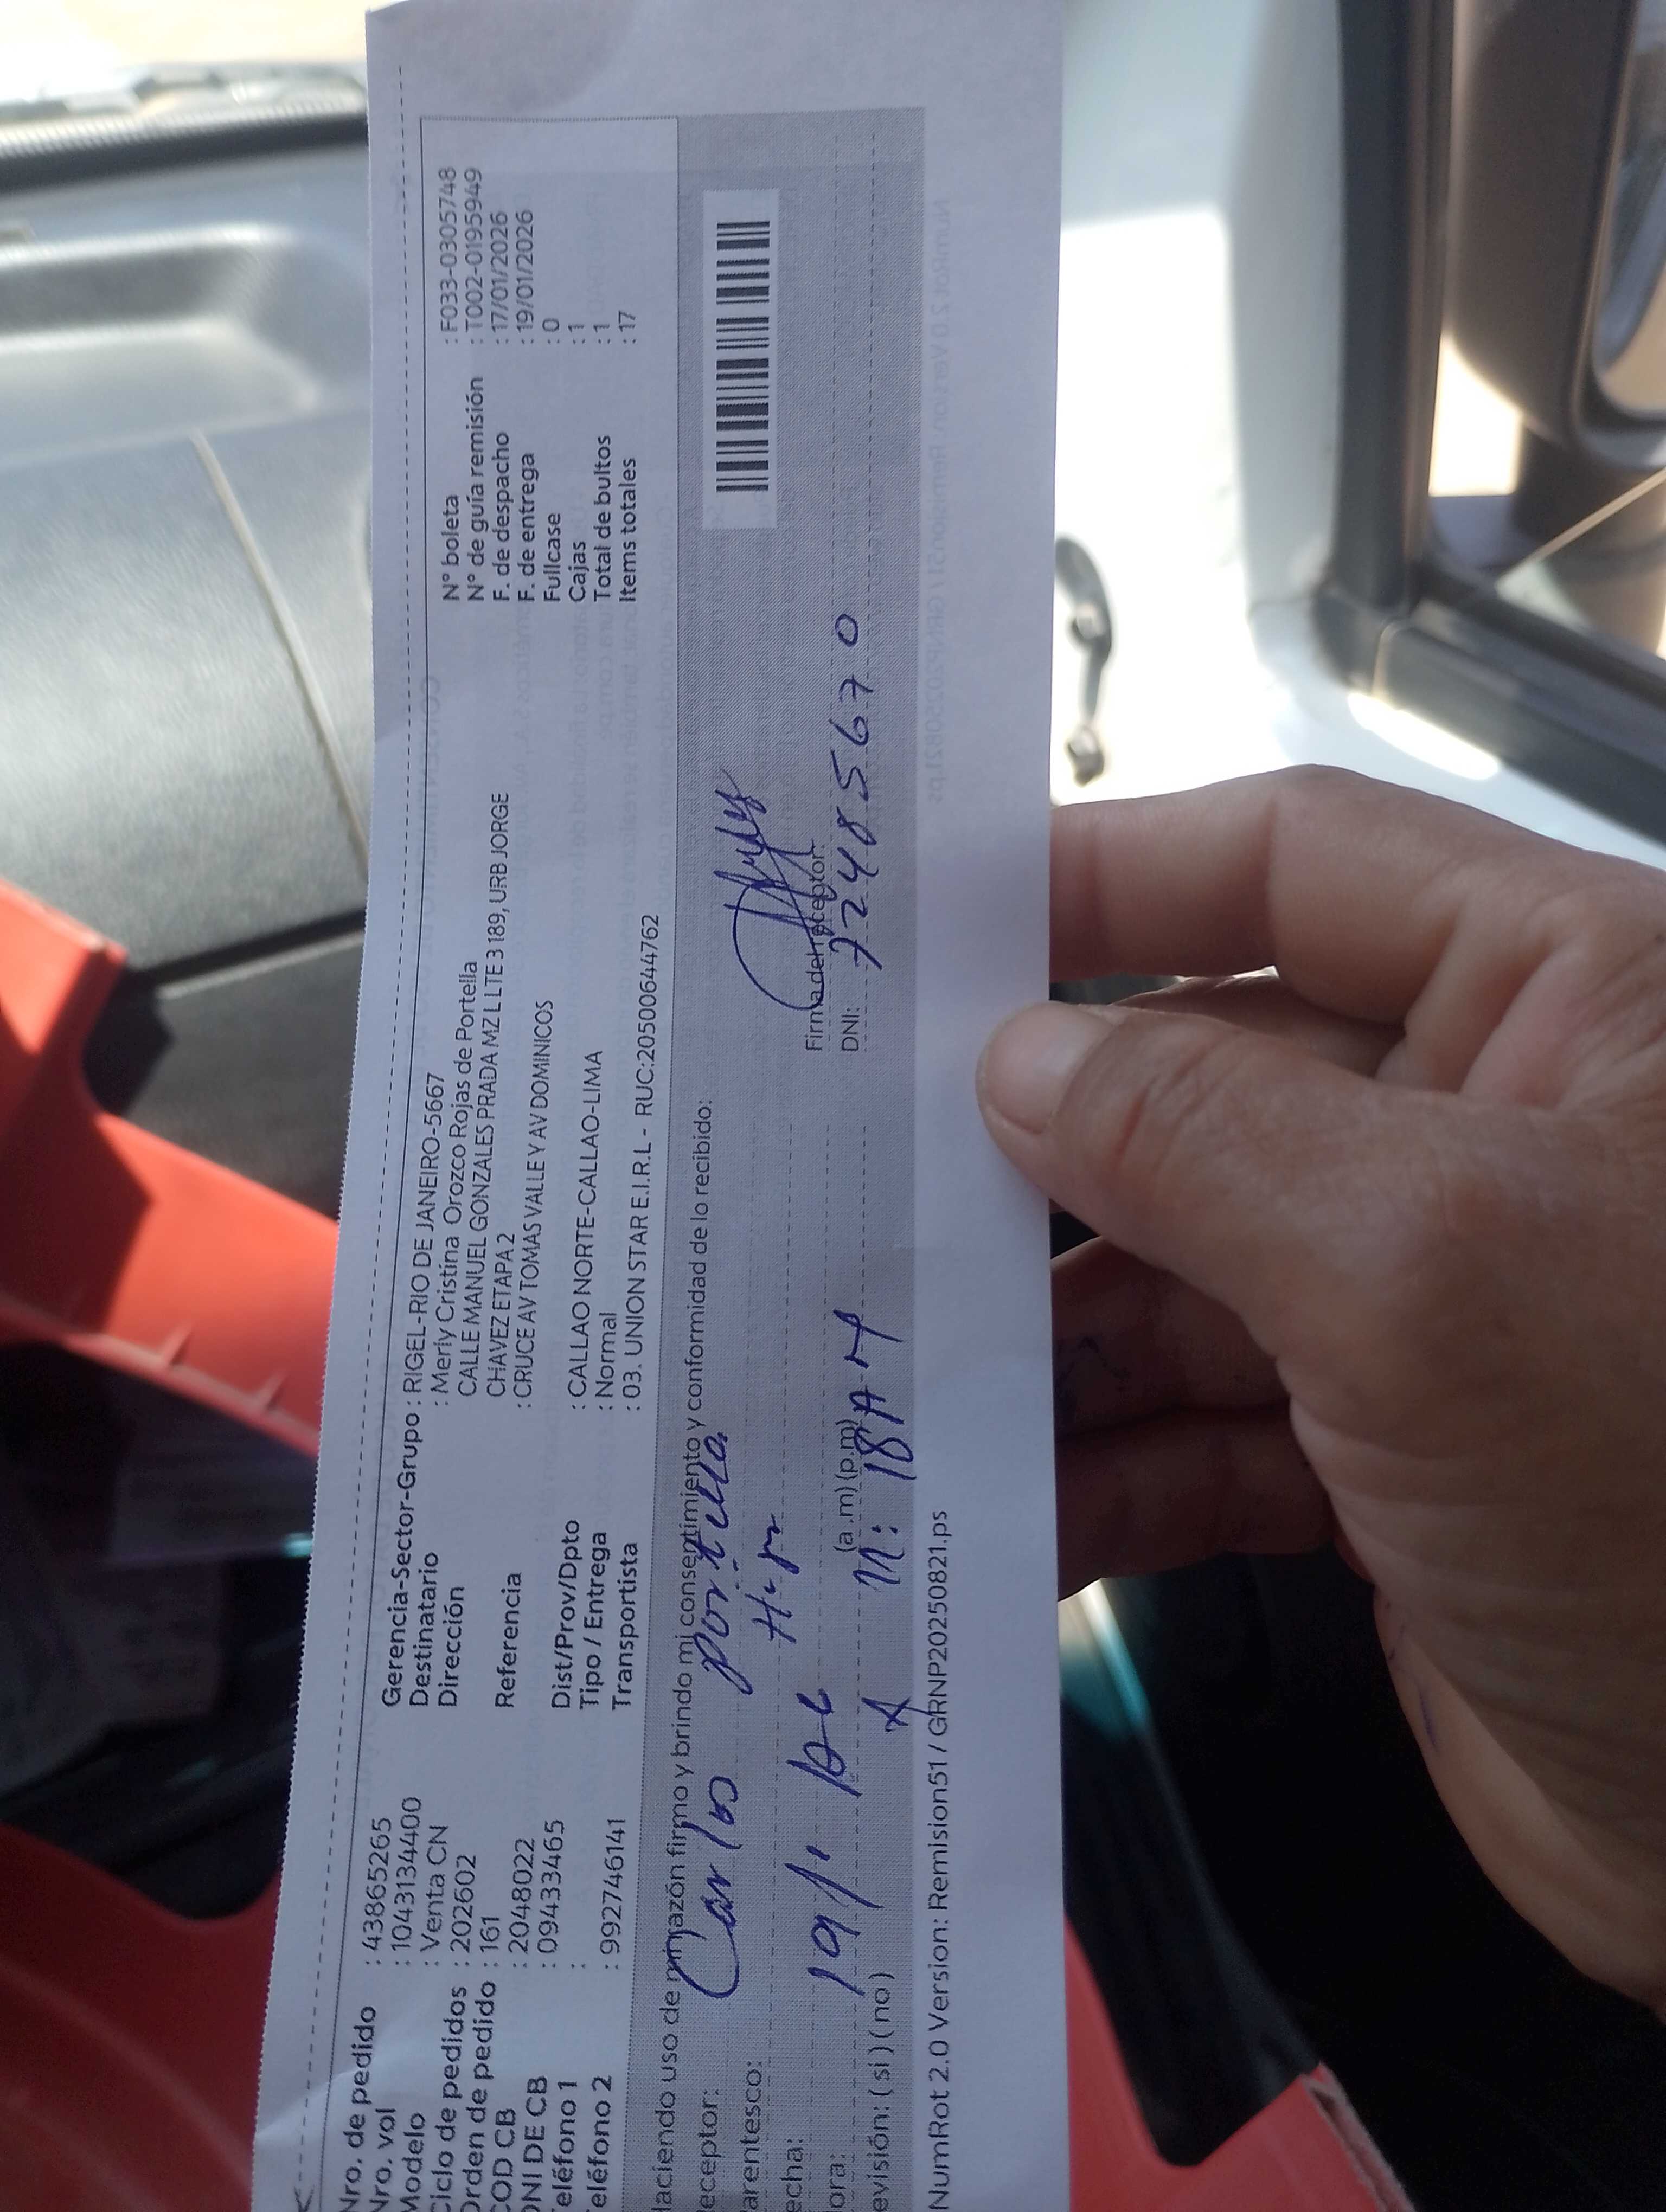 Nro. de pedido : 43865265
Nro. vol : 1043134400
Modelo : Venta CN
Ciclo de pedidos : 202602
Orden de pedido : 161
COD CB : 2048022
DNI DE CB : 09433465
Teléfono 1 :
Teléfono 2 : 992746141
Gerencia-Sector-Grupo : RIGEL-RIO DE JANEIRO-5667
Destinatario : Merly Cristina Orozco Rojas de Portella
Dirección CALLE MANUEL GONZALES PRADA MZ L LTE 3 189, URB JORGE
CHAVEZ ETAPA 2
Referencia : CRUCE AV TOMAS VALLE Y AV DOMINICOS
Dist/Prov/Dpto : CALLAO NORTE-CALLAO-LIMA
Tipo / Entrega : Normal
Transportista : 03. UNION STAR E.I.R.L - RUC:20500644762
N° boleta : F033-0305748
N° de guía remisión : T002-0195949
F. de despacho : 17/01/2026
F. de entrega : 19/01/2026
Fullcase : 0
Cajas : 1
Total de bultos : 1
Items totales : 17
Haciendo uso de mi razón firmo y brindo mi consentimiento y conformidad de lo recibido:
Receptor: Carlos portella
Parentesco:
Fecha: 19/1
Hora: (a.m) (p.m) 11:18 AM
Revisión: ( si ) ( no )
Firma del receptor:
DNI: 72485670
NumRot 2.0 Version: Remision51 / GRNP20250821.ps